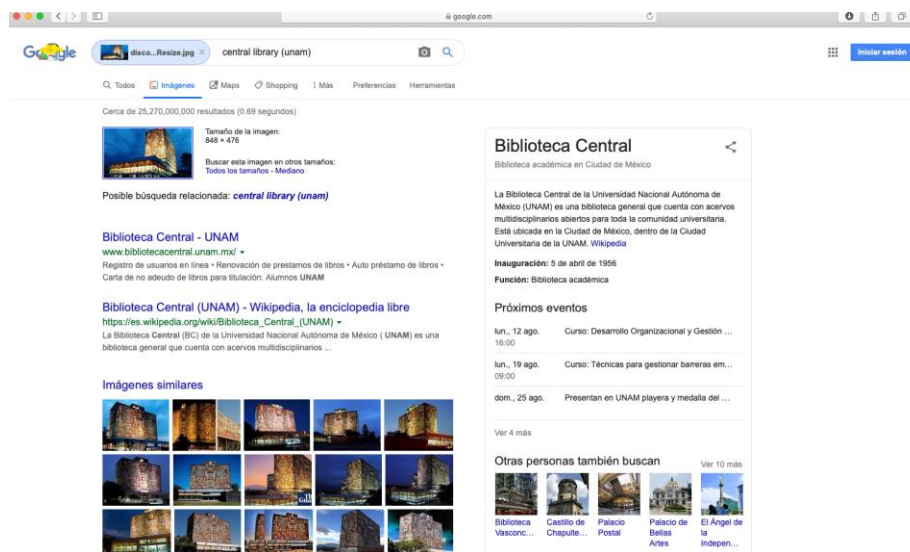 google.com
Google
disco...Resize.jpg ×
central library (unam)
Iniciar sesión
Todos
Imágenes
Maps
Shopping
Más
Preferencias
Herramientas
Cerca de 25,270,000,000 resultados (0.69 segundos)
Tamaño de la imagen:
848 × 476
Buscar esta imagen en otros tamaños:
Todos los tamaños - Mediano
Posible búsqueda relacionada: central library (unam)
Biblioteca Central - UNAM
www.bibliotecacentral.unam.mx/
Registro de usuarios en línea • Renovación de prestamos de libros • Auto préstamo de libros •
Carta de no adeudo de libros para titulación: Alumnos UNAM
Biblioteca Central (UNAM) - Wikipedia, la enciclopedia libre
https://es.wikipedia.org/wiki/Biblioteca_Central_(UNAM)
La Biblioteca Central (BC) de la Universidad Nacional Autónoma de México ( UNAM) es una
biblioteca general que cuenta con acervos multidisciplinarios ...
Imágenes similares
Biblioteca Central
Biblioteca académica en Ciudad de México
La Biblioteca Central de la Universidad Nacional Autónoma de
México (UNAM) es una biblioteca general que cuenta con acervos
multidisciplinarios abiertos para toda la comunidad universitaria.
Está ubicada en la Ciudad de México, dentro de la Ciudad
Universitaria de la UNAM. Wikipedia
Inauguración: 5 de abril de 1956
Función: Biblioteca académica
Próximos eventos
lun., 12 ago. Curso: Desarrollo Organizacional y Gestión ...
16:00
lun., 19 ago. Curso: Técnicas para gestionar barreras em...
09:00
dom., 25 ago. Presentan en UNAM playera y medalla del ...
Ver 4 más
Otras personas también buscan
Ver 10 más
Biblioteca
Vasconc...
Castillo de
Chapulte...
Palacio
Postal
Palacio de
Bellas
Artes
El Ángel de
la
Indepen...